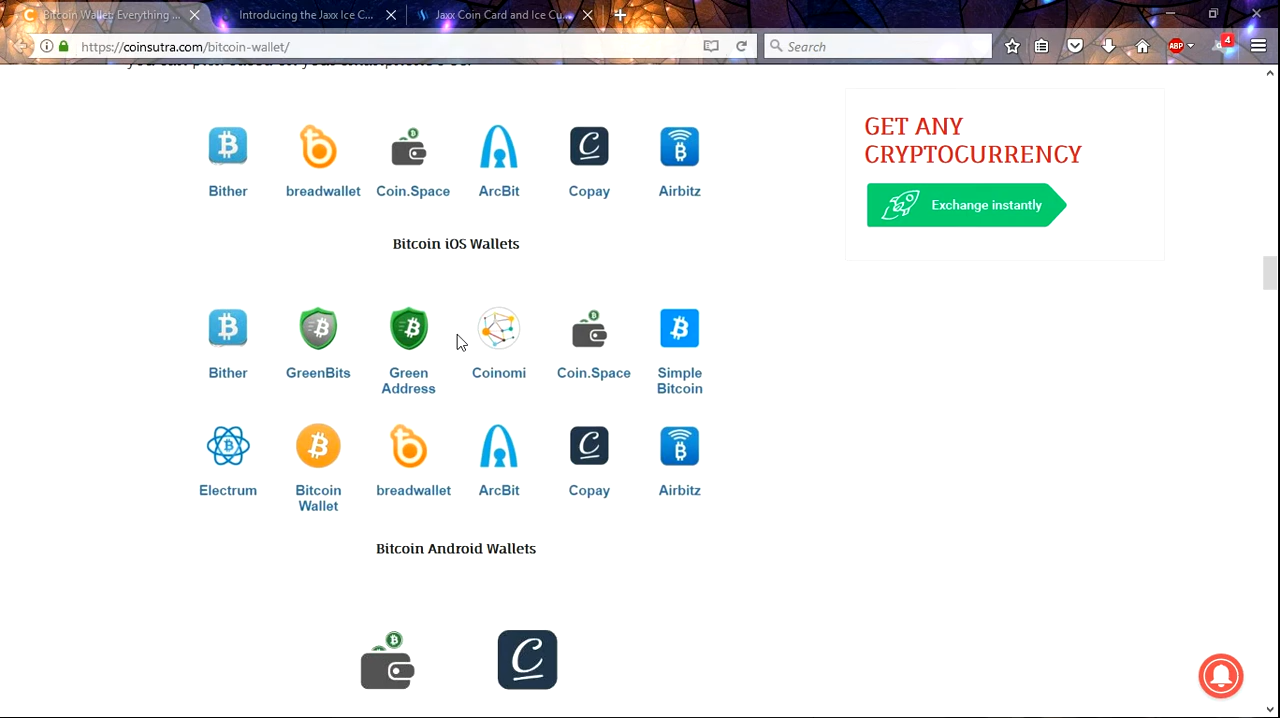 Bitcoin Wallet: Everything ...
Introducing the Jaxx Ice C...
Jaxx Coin Card and Ice Cu...
https://coinsutra.com/bitcoin-wallet/
Search
ABP
4
GET ANY
CRYPTOCURRENCY
Exchange instantly
Bither
breadwallet
Coin.Space
ArcBit
Copay
Airbitz
Bitcoin iOS Wallets
Bither
GreenBits
Green
Address
Coinomi
Coin.Space
Simple
Bitcoin
Electrum
Bitcoin
Wallet
breadwallet
ArcBit
Copay
Airbitz
Bitcoin Android Wallets